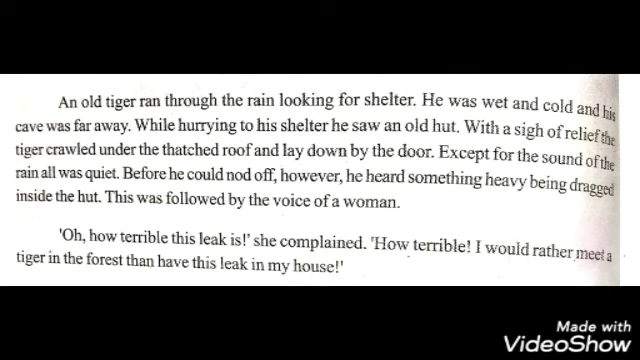 An old tiger ran through the rain looking for shelter. He was wet and cold and his
cave was far away. While hurrying to his shelter he saw an old hut. With a sigh of relief the
tiger crawled under the thatched roof and lay down by the door. Except for the sound of the
rain all was quiet. Before he could nod off, however, he heard something heavy being dragged
inside the hut. This was followed by the voice of a woman.
'Oh, how terrible this leak is!' she complained. 'How terrible! I would rather meet a
tiger in the forest than have this leak in my house!'
Made with
VideoShow